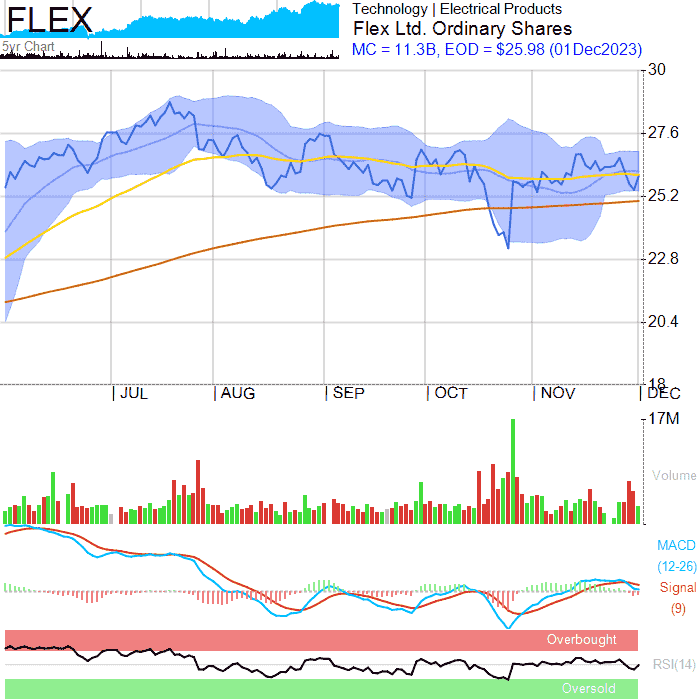 FLEX
5yr Chart
Technology | Electrical Products
Flex Ltd. Ordinary Shares
MC = 11.3B, EOD = $25.98 (01Dec2023)
30
27.6
25.2
22.8
20.4
18
JUL
AUG
SEP
OCT
NOV
DEC
17M
Volume
MACD
(12-26)
Signal
(9)
Overbought
RSI(14)
Oversold